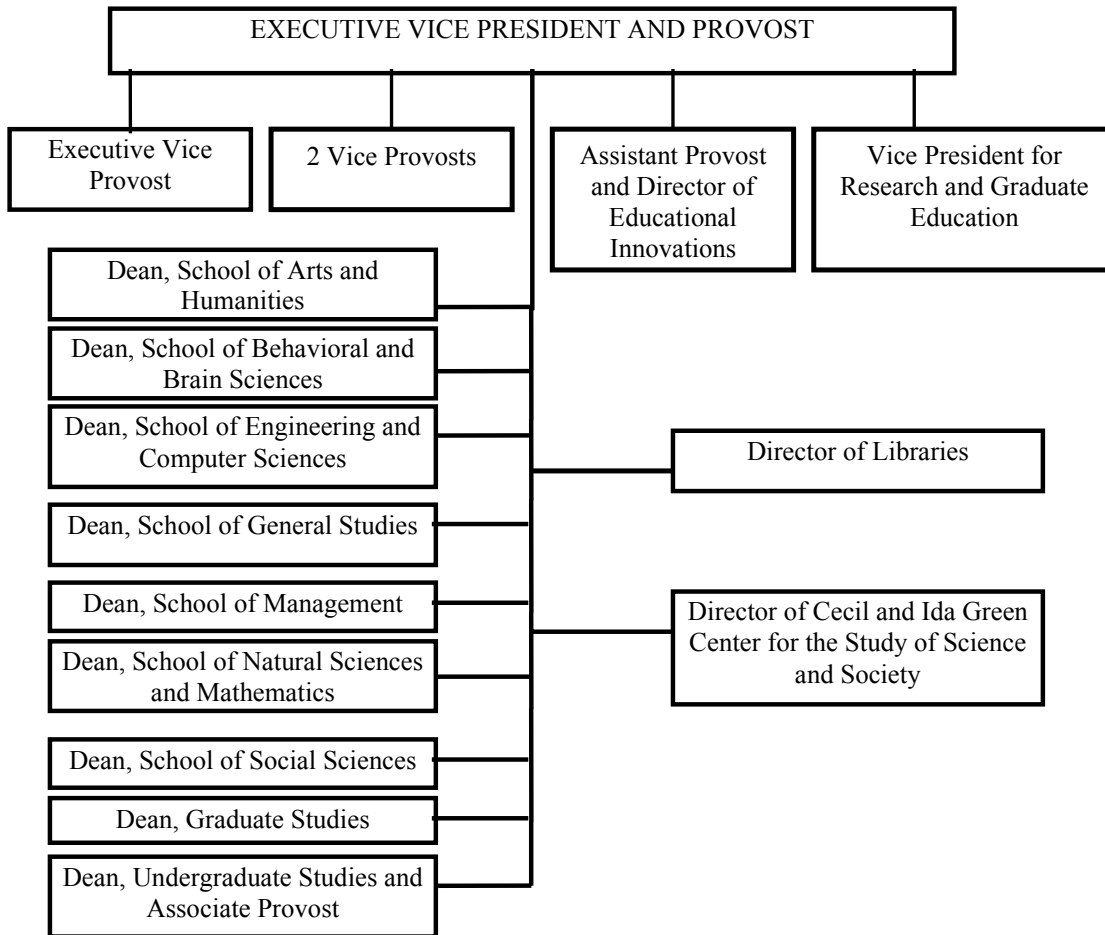 EXECUTIVE VICE PRESIDENT AND PROVOST
Executive Vice
Provost
2 Vice Provosts
Assistant Provost
and Director of
Educational
Innovations
Vice President for
Research and Graduate
Education
Dean, School of Arts and
Humanities
Dean, School of Behavioral and
Brain Sciences
Dean, School of Engineering and
Computer Sciences
Dean, School of General Studies
Dean, School of Management
Dean, School of Natural Sciences
and Mathematics
Dean, School of Social Sciences
Dean, Graduate Studies
Dean, Undergraduate Studies and
Associate Provost
Director of Libraries
Director of Cecil and Ida Green
Center for the Study of Science
and Society